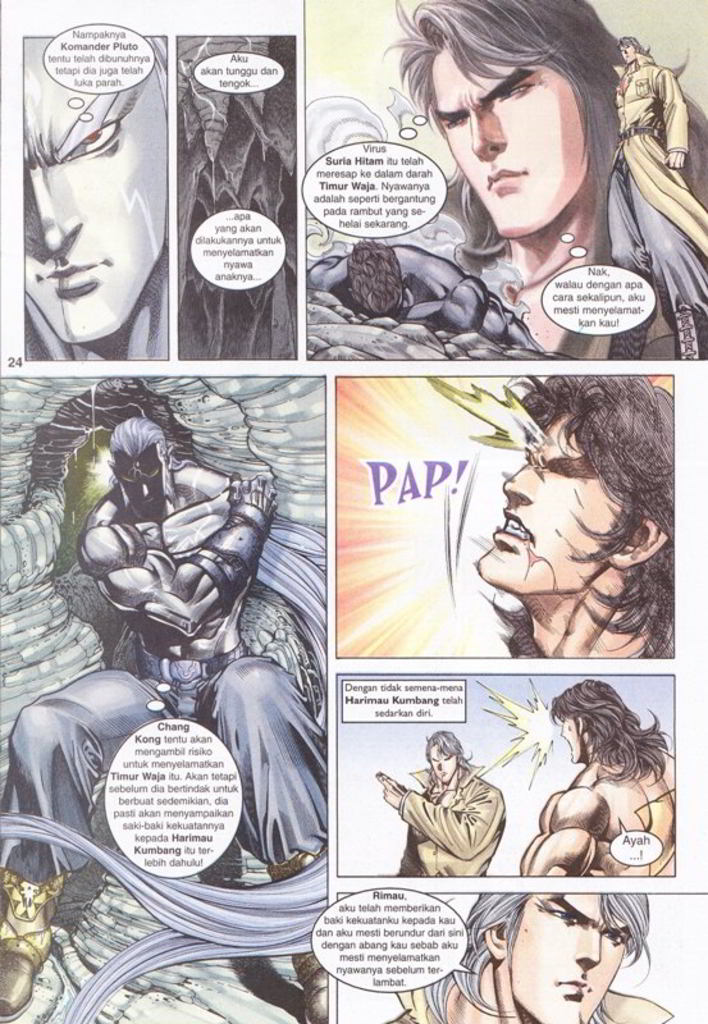 Nampaknya
Komander Pluto
tentu telah dibunuhnya
tetapi dia juga telah
luka parah.
Aku
akan tunggu dan
tengok...
...apa
yang akan
dilakukannya untuk
menyelamatkan
nyawa
anaknya...
Virus
Suria Hitam itu telah
meresap ke dalam darah
Timur Waja. Nyawanya
adalah seperti bergantung
pada rambut yang se-
helai sekarang.
Nak,
walau dengan apa
cara sekalipun, aku
mesti menyelamat-
kan kau!
24
Chang
Kong tentu akan
mengambil risiko
untuk menyelamatkan
Timur Waja itu. Akan tetapi
sebelum dia bertindak untuk
berbuat sedemikian, dia
pasti akan menyampaikan
saki-baki kekuatannya
kepada Harimau
Kumbang itu ter-
lebih dahulu!
PAP!
Dengan tidak semena-mena
Harimau Kumbang telah
sedarkan diri.
Ayah
...!
Rimau,
aku telah memberikan
baki kekuatanku kepada kau
dan mesti berundur dari sini
dengan abang kau sebab aku
mesti menyelamatkan
nyawanya sebelum ter-
lambat.